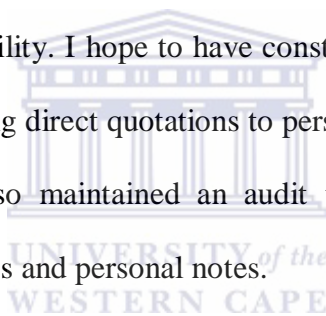 ility. I hope to have const
g direct quotations to pers
so maintained an audit
UNIVERSITY of the
s and personal notes.
WESTERN CAPE